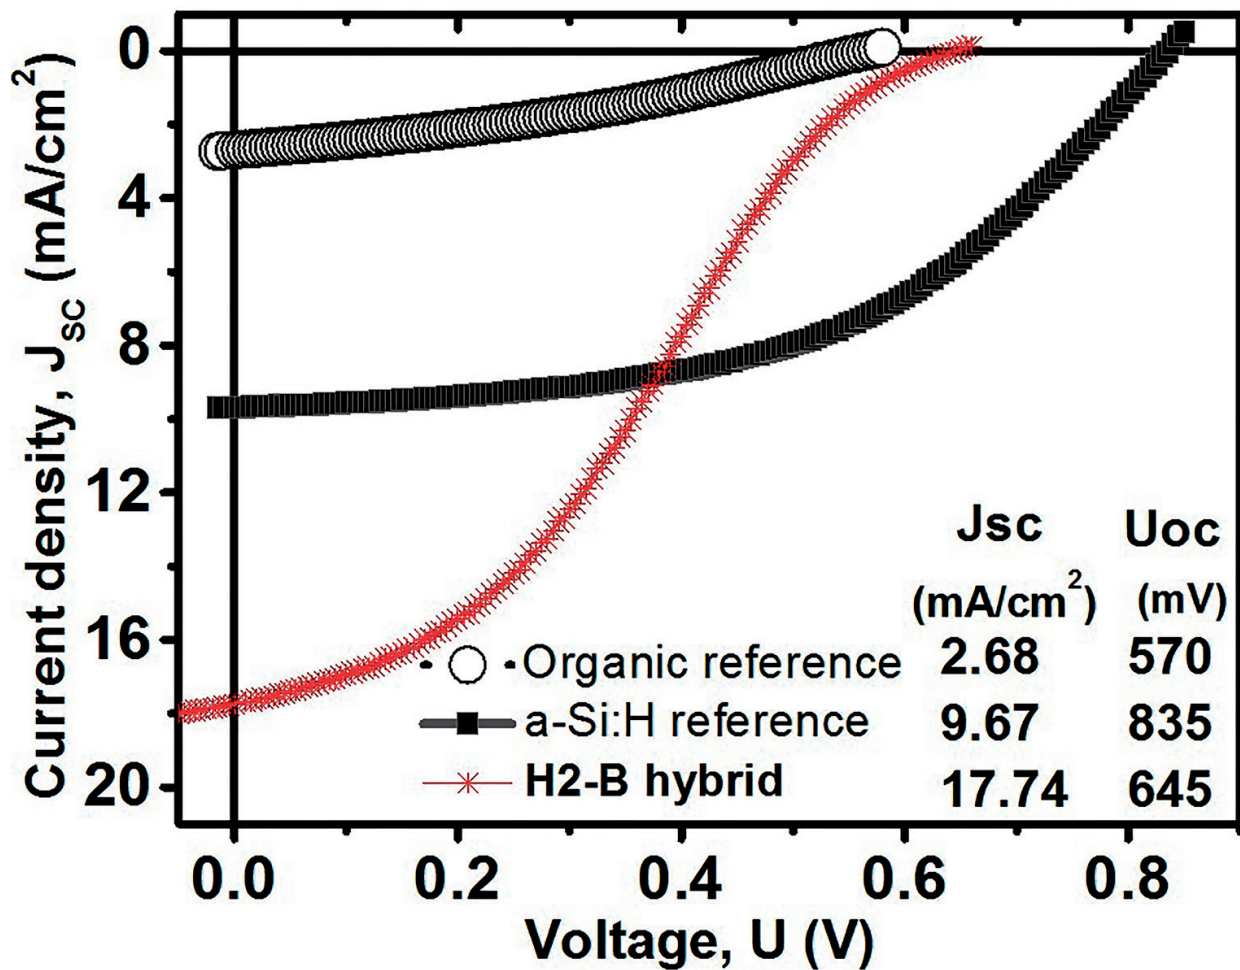 Current density, J_sc (mA/cm²)
0
4
8
12
16
20
Jsc Uoc
(mA/cm²) (mV)
Organic reference 2.68 570
a-Si:H reference 9.67 835
H2-B hybrid 17.74 645
0.0 0.2 0.4 0.6 0.8
Voltage, U (V)